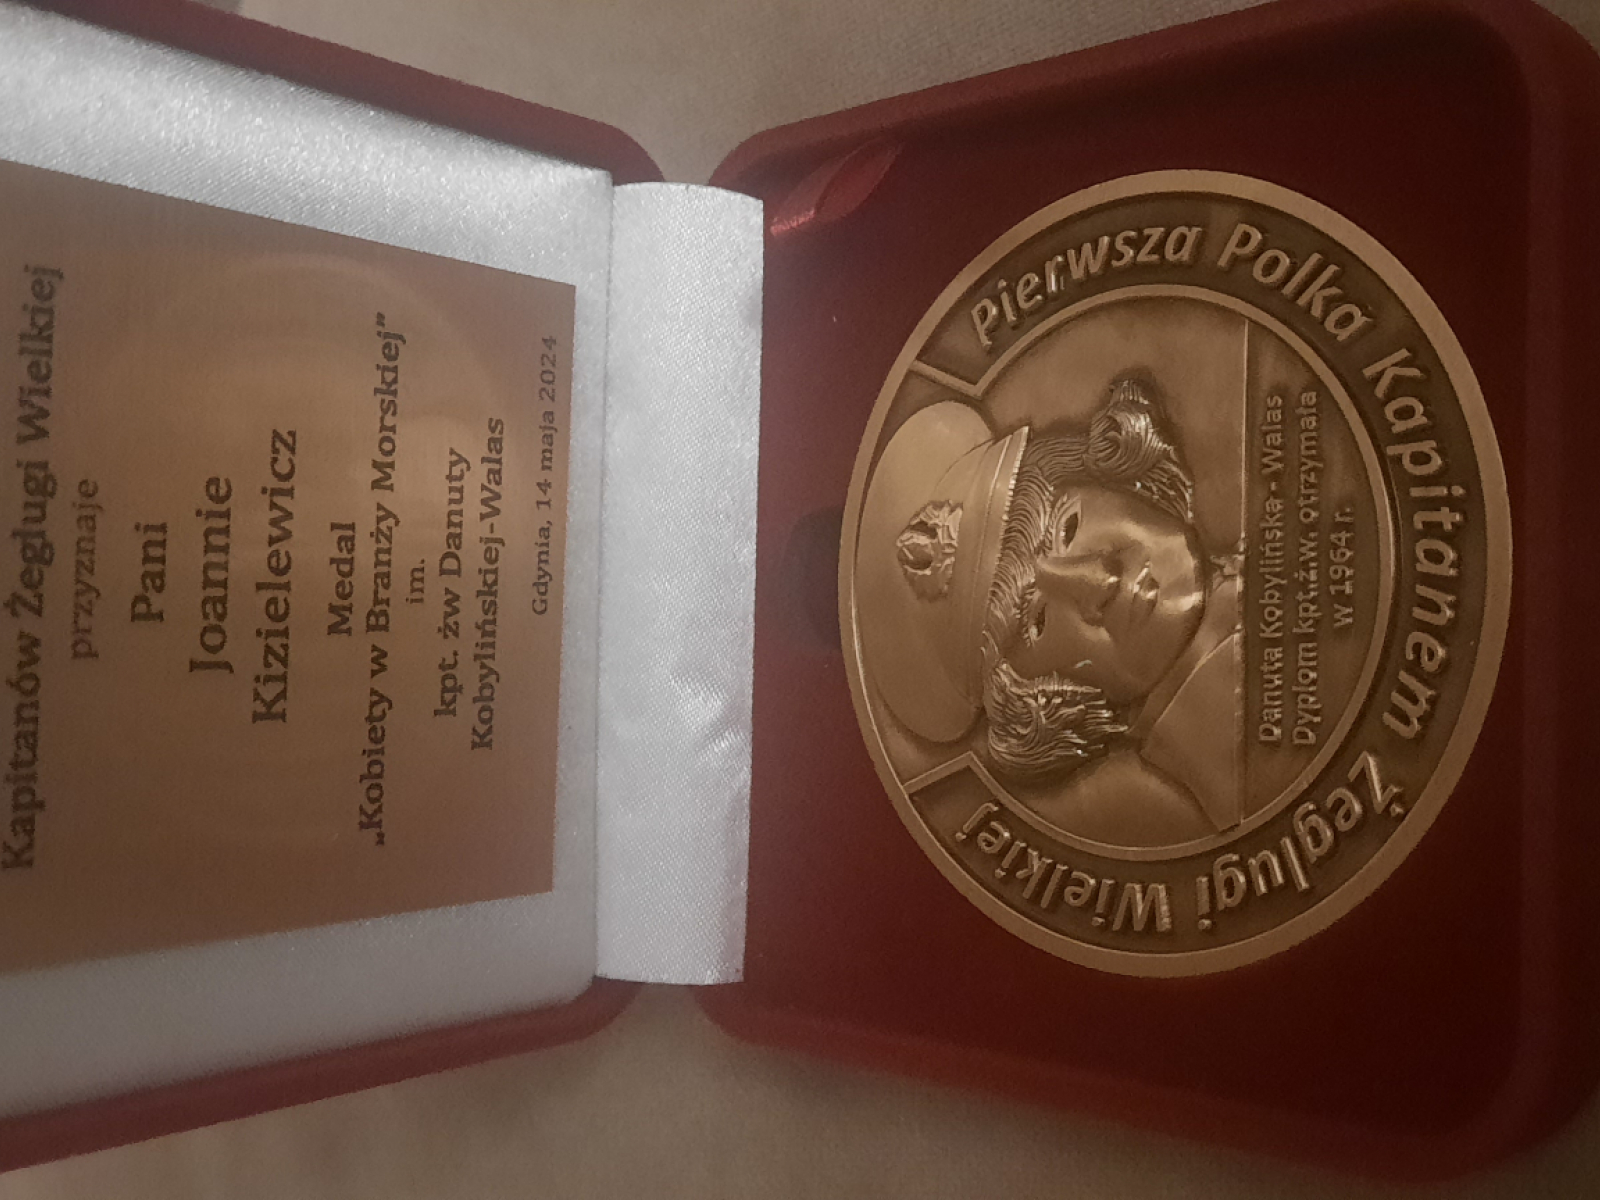 Kapitanów Żeglugi Wielkiej
przyznaje
Pani
Joannie
Kizielewicz
Medal
„Kobiety w Branży Morskiej”
im.
kpt. żw Danuty
Kobylińskiej-Walas
Gdynia, 14 maja 2024
Pierwsza Polka Kapitanem Żeglugi Wielkiej
Danuta Kobylińska - Walas
Dyplom kpt.ż.w. otrzymała
w 1964 r.